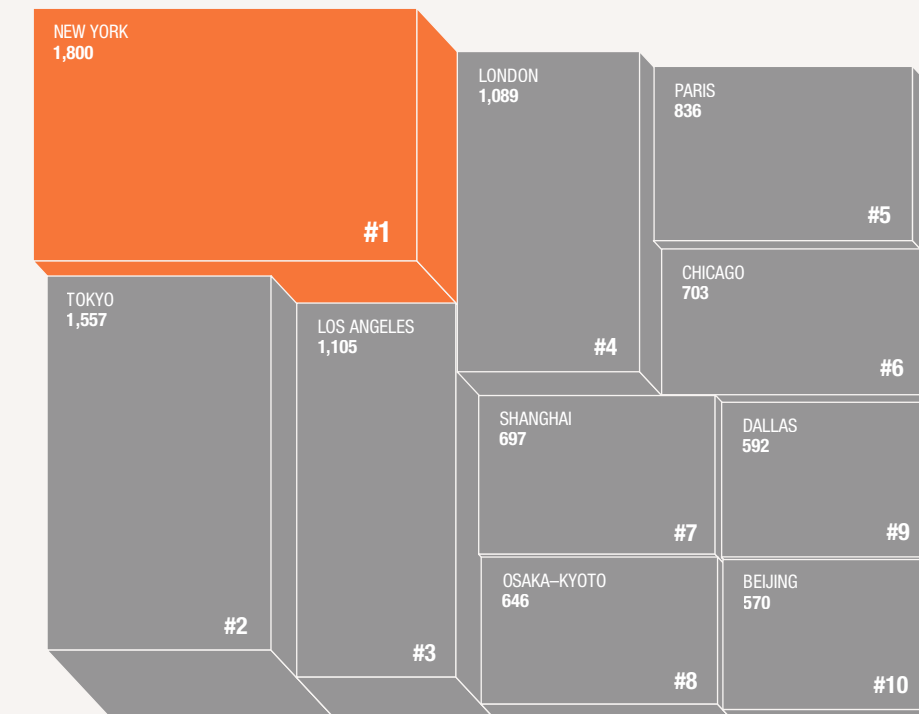 NEW YORK
1,800
#1
TOKYO
1,557
#2
LOS ANGELES
1,105
#3
LONDON
1,089
#4
PARIS
836
#5
CHICAGO
703
#6
SHANGHAI
697
#7
OSAKA–KYOTO
646
#8
DALLAS
592
#9
BEIJING
570
#10